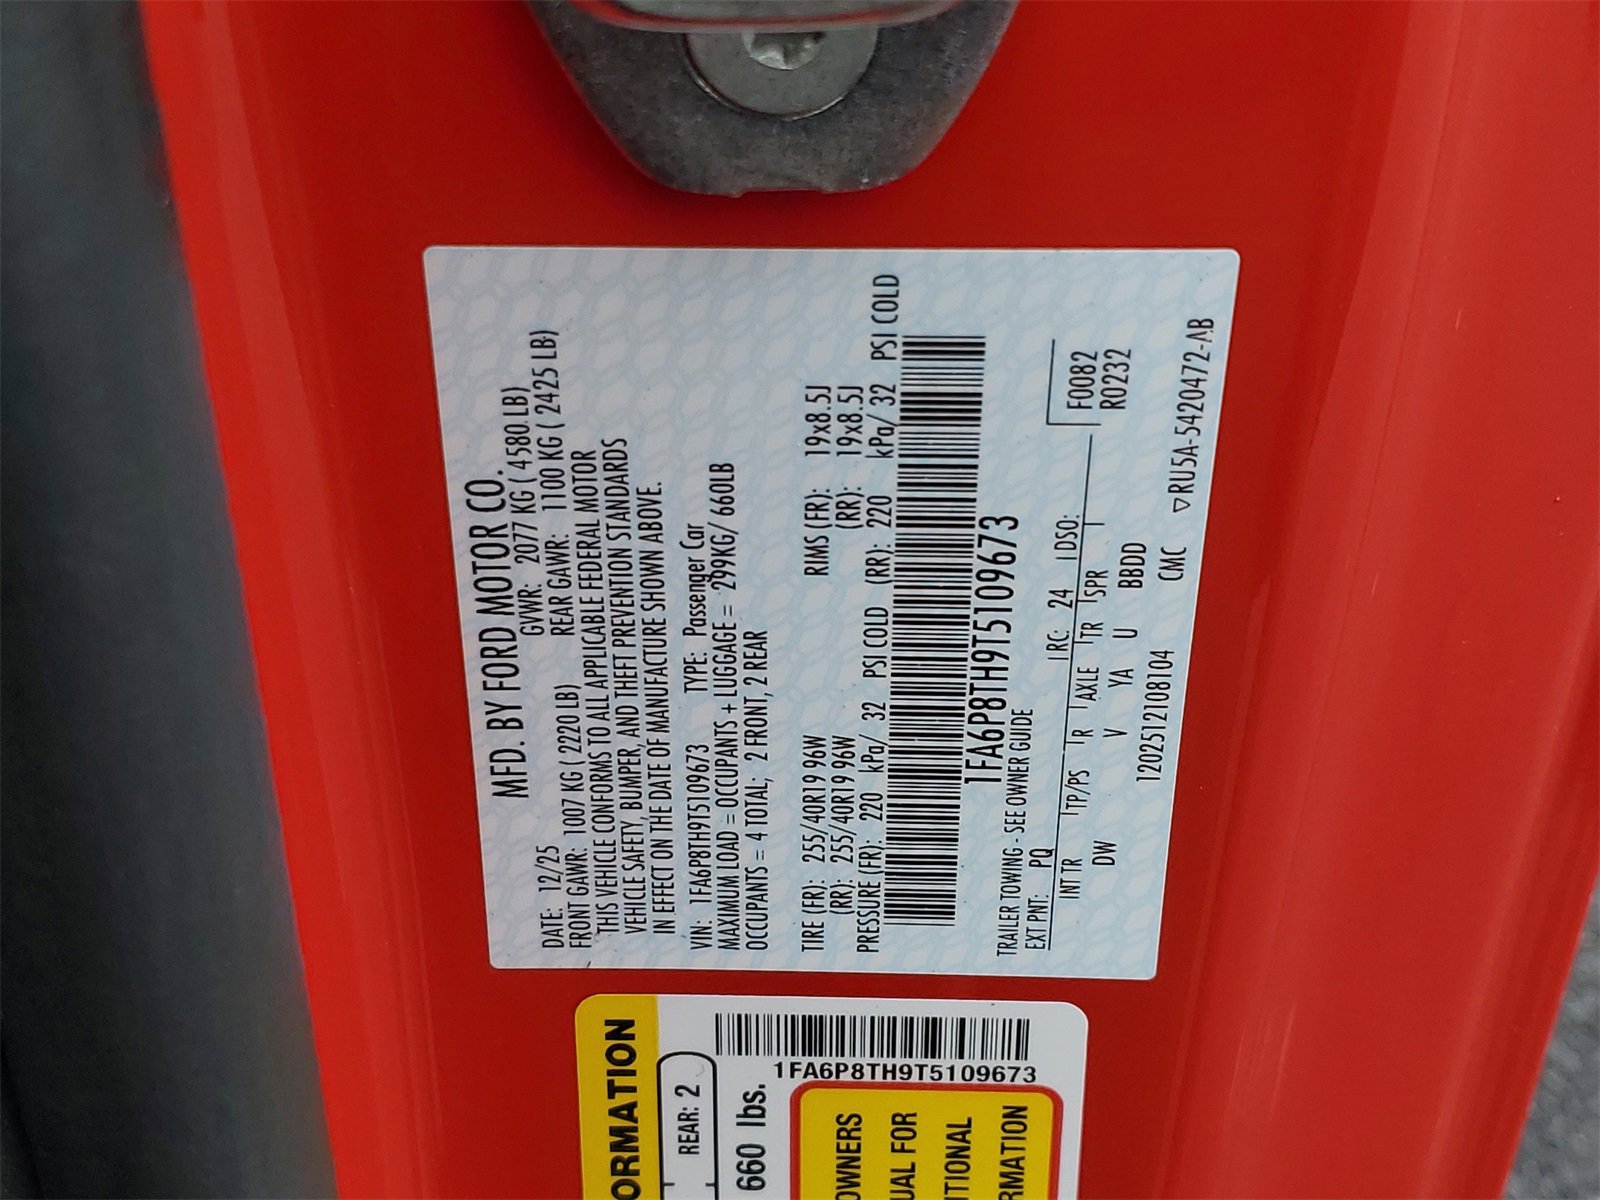 MFD. BY FORD MOTOR CO.
DATE: 12/25 GVWR: 2077 KG ( 4580 LB)
FRONT GAWR: 1007 KG ( 2220 LB) REAR GAWR: 1100 KG ( 2425 LB)
THIS VEHICLE CONFORMS TO ALL APPLICABLE FEDERAL MOTOR
VEHICLE SAFETY, BUMPER, AND THEFT PREVENTION STANDARDS
IN EFFECT ON THE DATE OF MANUFACTURE SHOWN ABOVE.
VIN: 1FA6P8TH9T5109673 TYPE: Passenger Car
MAXIMUM LOAD = OCCUPANTS + LUGGAGE = 299KG/ 660LB
OCCUPANTS = 4 TOTAL; 2 FRONT, 2 REAR
TIRE (FR): 255/40R19 96W RIMS (FR): 19x8.5J
(RR): 255/40R19 96W (RR): 19x8.5J
PRESSURE (FR): 220 kPa/ 32 PSI COLD (RR): 220 kPa/ 32 PSI COLD
1FA6P8TH9T5109673
TRAILER TOWING - SEE OWNER GUIDE
EXT PNT: PQ RC: 24 DSO: F0082
INT TR TP/PS R AXLE TR SPR R0232
DW V YA U BBDD
1202512108104 CMC ▽RU5A-5420472-AB
ORMATION
REAR: 2
660 lbs.
1FA6P8TH9T5109673
OWNERS
UAL FOR
ITIONAL
RMATION